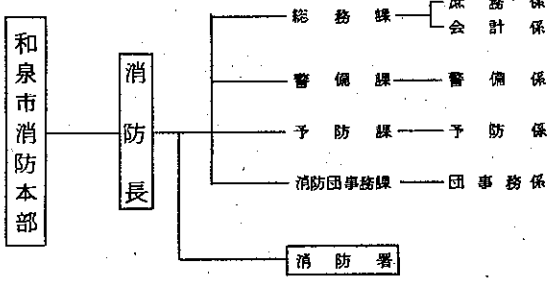 和泉市消防本部
消防長
総務課
庶務係
会計係
警備課
警備係
予防課
予防係
消防団事務課
団事務係
消防署